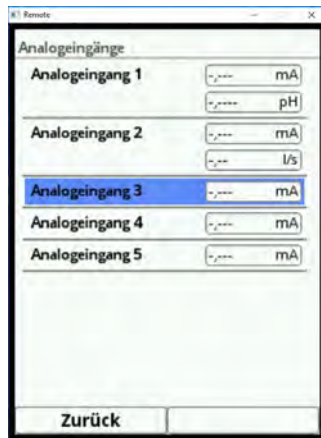 Remote
Analogeingänge
Analogeingang 1 -,--- mA
-,---- pH
Analogeingang 2 -,--- mA
-,-- l/s
Analogeingang 3 -,--- mA
Analogeingang 4 -,--- mA
Analogeingang 5 -,--- mA
Zurück